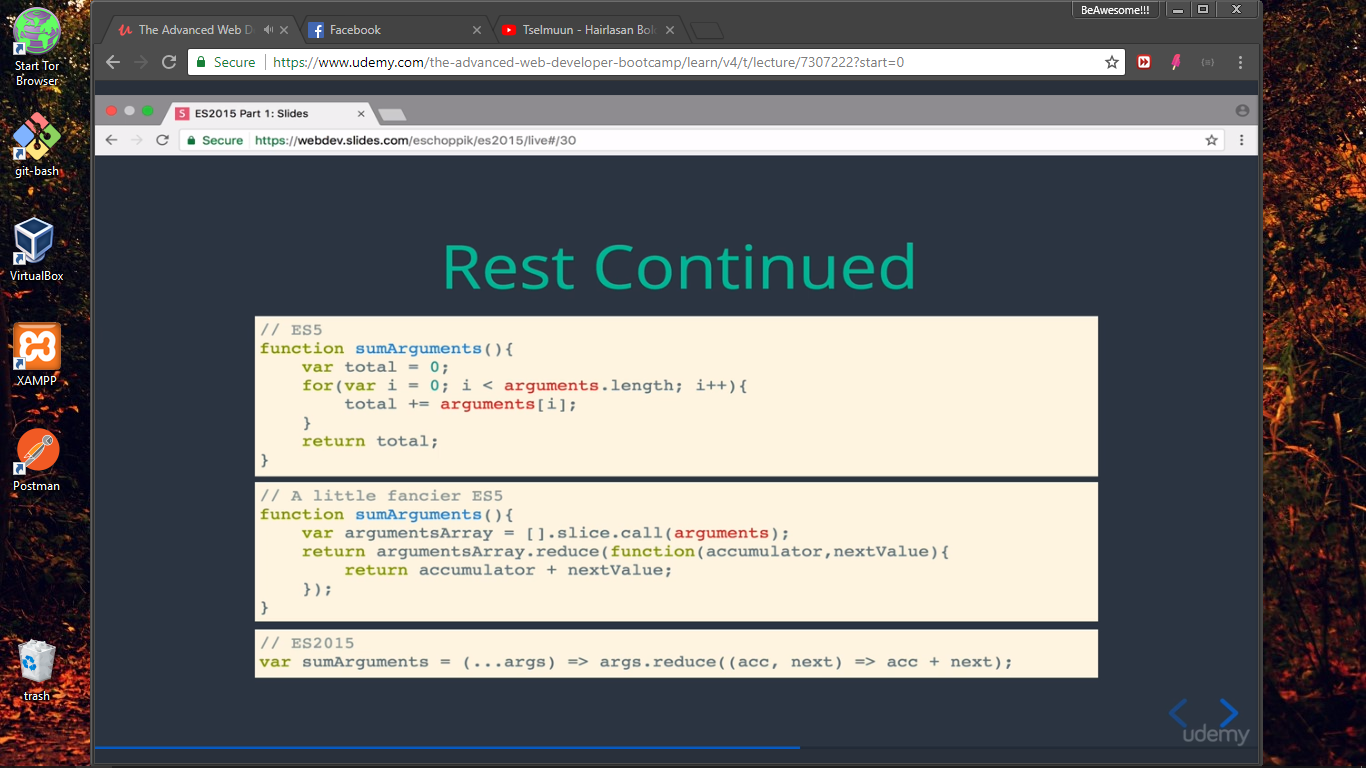 BeAwesome!!!
The Advanced Web D
Facebook
Tselmuun - Hairlasan Bol
Secure https://www.udemy.com/the-advanced-web-developer-bootcamp/learn/v4/t/lecture/7307222?start=0
ES2015 Part 1: Slides
Secure https://webdev.slides.com/eschoppik/es2015/live#/30
Rest Continued
// ES5
function sumArguments(){
    var total = 0;
    for(var i = 0; i < arguments.length; i++){
        total += arguments[i];
    }
    return total;
}
// A little fancier ES5
function sumArguments(){
    var argumentsArray = [].slice.call(arguments);
    return argumentsArray.reduce(function(accumulator,nextValue){
        return accumulator + nextValue;
    });
}
// ES2015
var sumArguments = (...args) => args.reduce((acc, next) => acc + next);
udemy
Start Tor
Browser
git-bash
VirtualBox
XAMPP
Postman
trash